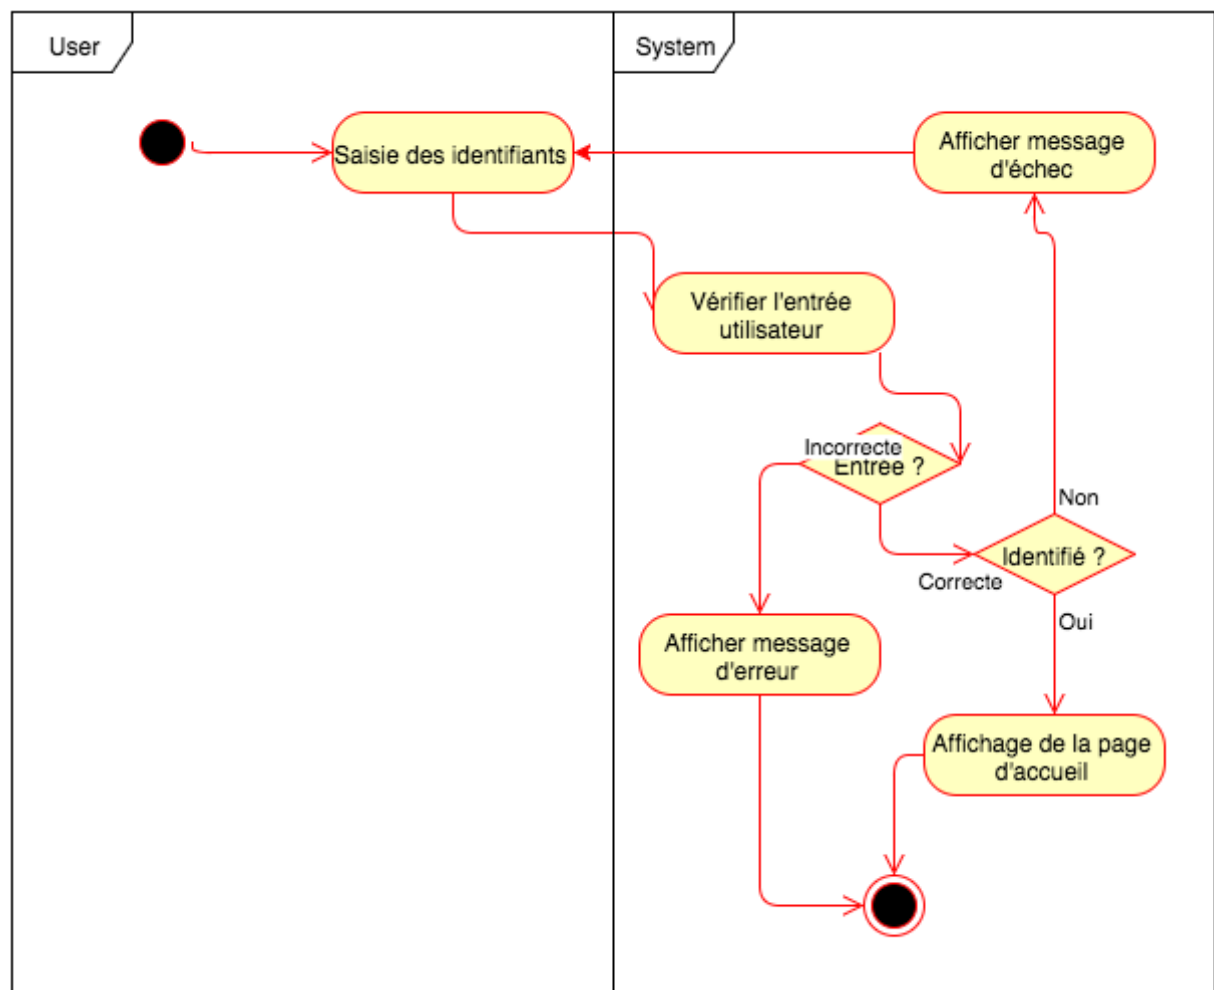 User
System
Saisie des identifiants
Afficher message
d'échec
Vérifier l'entrée
utilisateur
Incorrecte
Entrée ?
Non
Identifié ?
Correcte
Oui
Afficher message
d'erreur
Affichage de la page
d'accueil